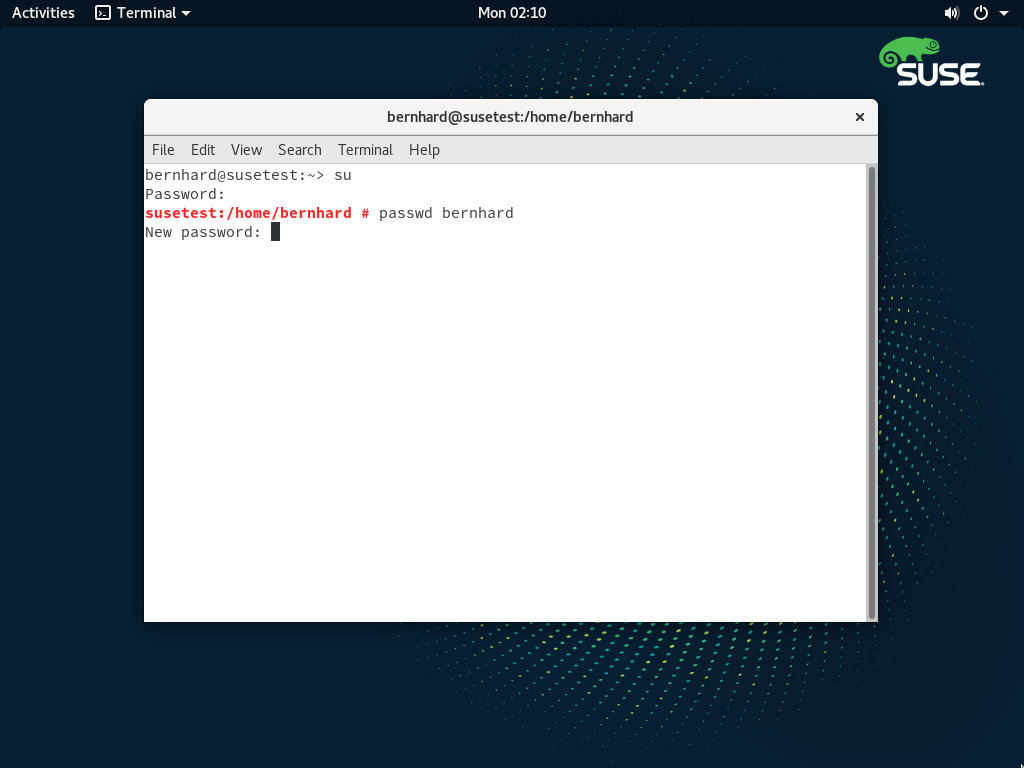 Activities Terminal Mon 02:10
SUSE
bernhard@susetest:/home/bernhard
File Edit View Search Terminal Help
bernhard@susetest:~> su
Password:
susetest:/home/bernhard # passwd bernhard
New password: